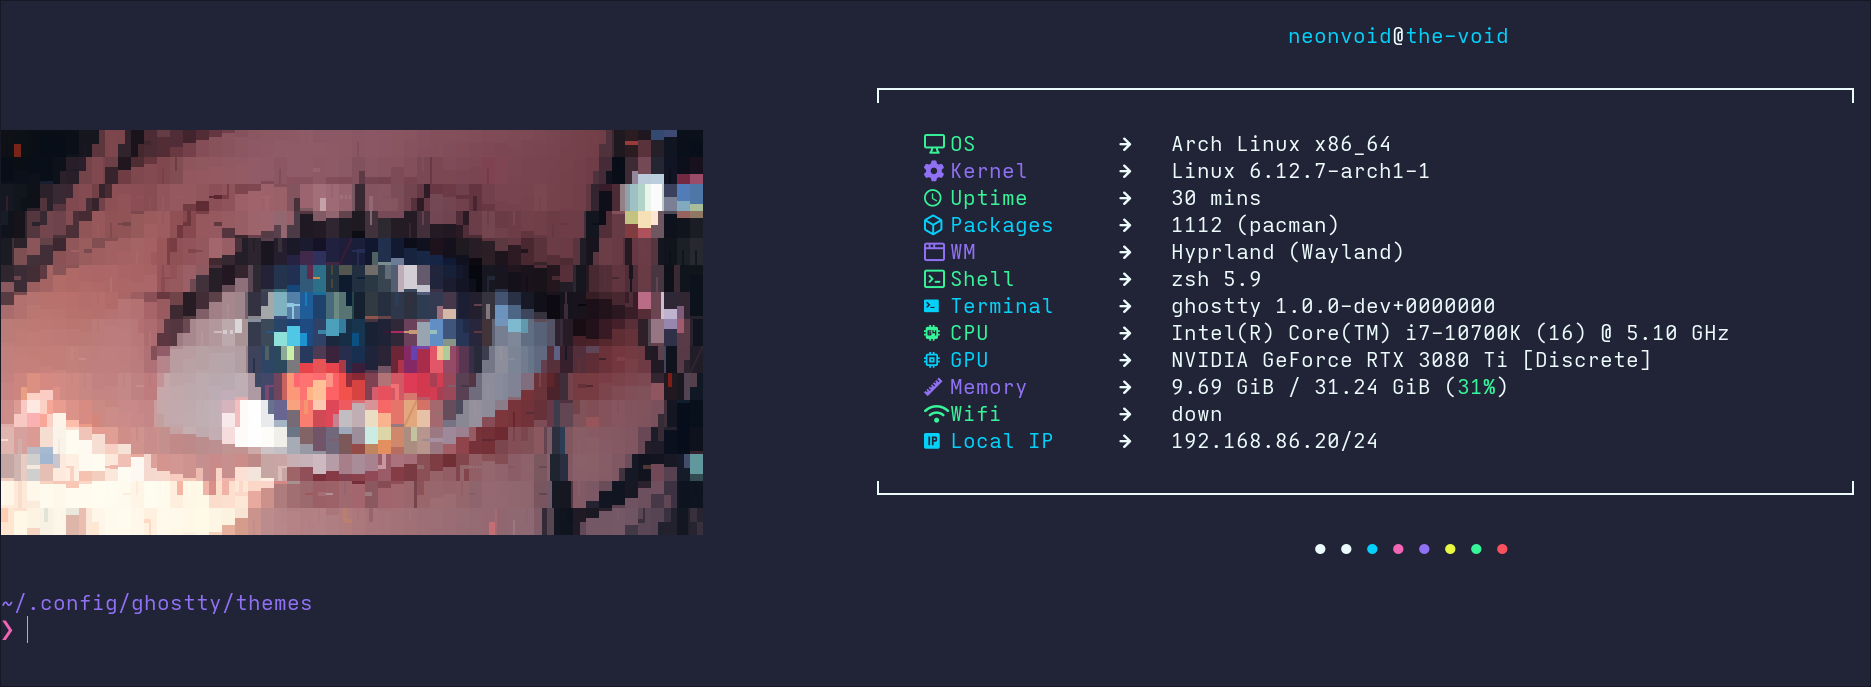 neonvoid@the-void
OS → Arch Linux x86_64
Kernel → Linux 6.12.7-arch1-1
Uptime → 30 mins
Packages → 1112 (pacman)
WM → Hyprland (Wayland)
Shell → zsh 5.9
Terminal → ghostty 1.0.0-dev+0000000
CPU → Intel(R) Core(TM) i7-10700K (16) @ 5.10 GHz
GPU → NVIDIA GeForce RTX 3080 Ti [Discrete]
Memory → 9.69 GiB / 31.24 GiB (31%)
Wifi → down
Local IP → 192.168.86.20/24
~/.config/ghostty/themes
❯